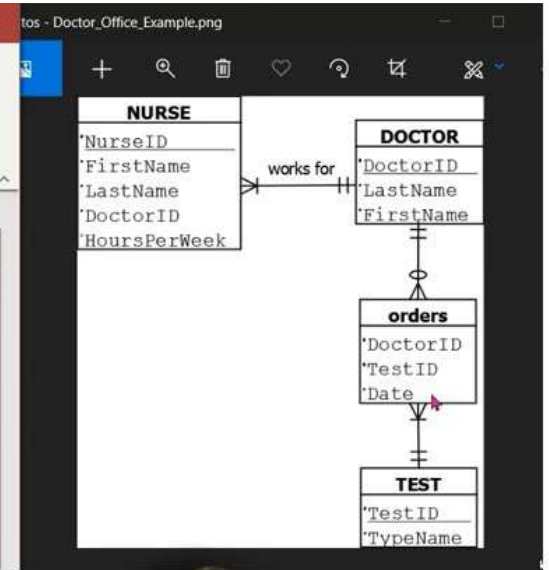 tos - Doctor_Office_Example.png
NURSE
NurseID
FirstName
LastName
DoctorID
HoursPerWeek
works for
DOCTOR
DoctorID
LastName
FirstName
orders
DoctorID
TestID
Date
TEST
TestID
TypeName